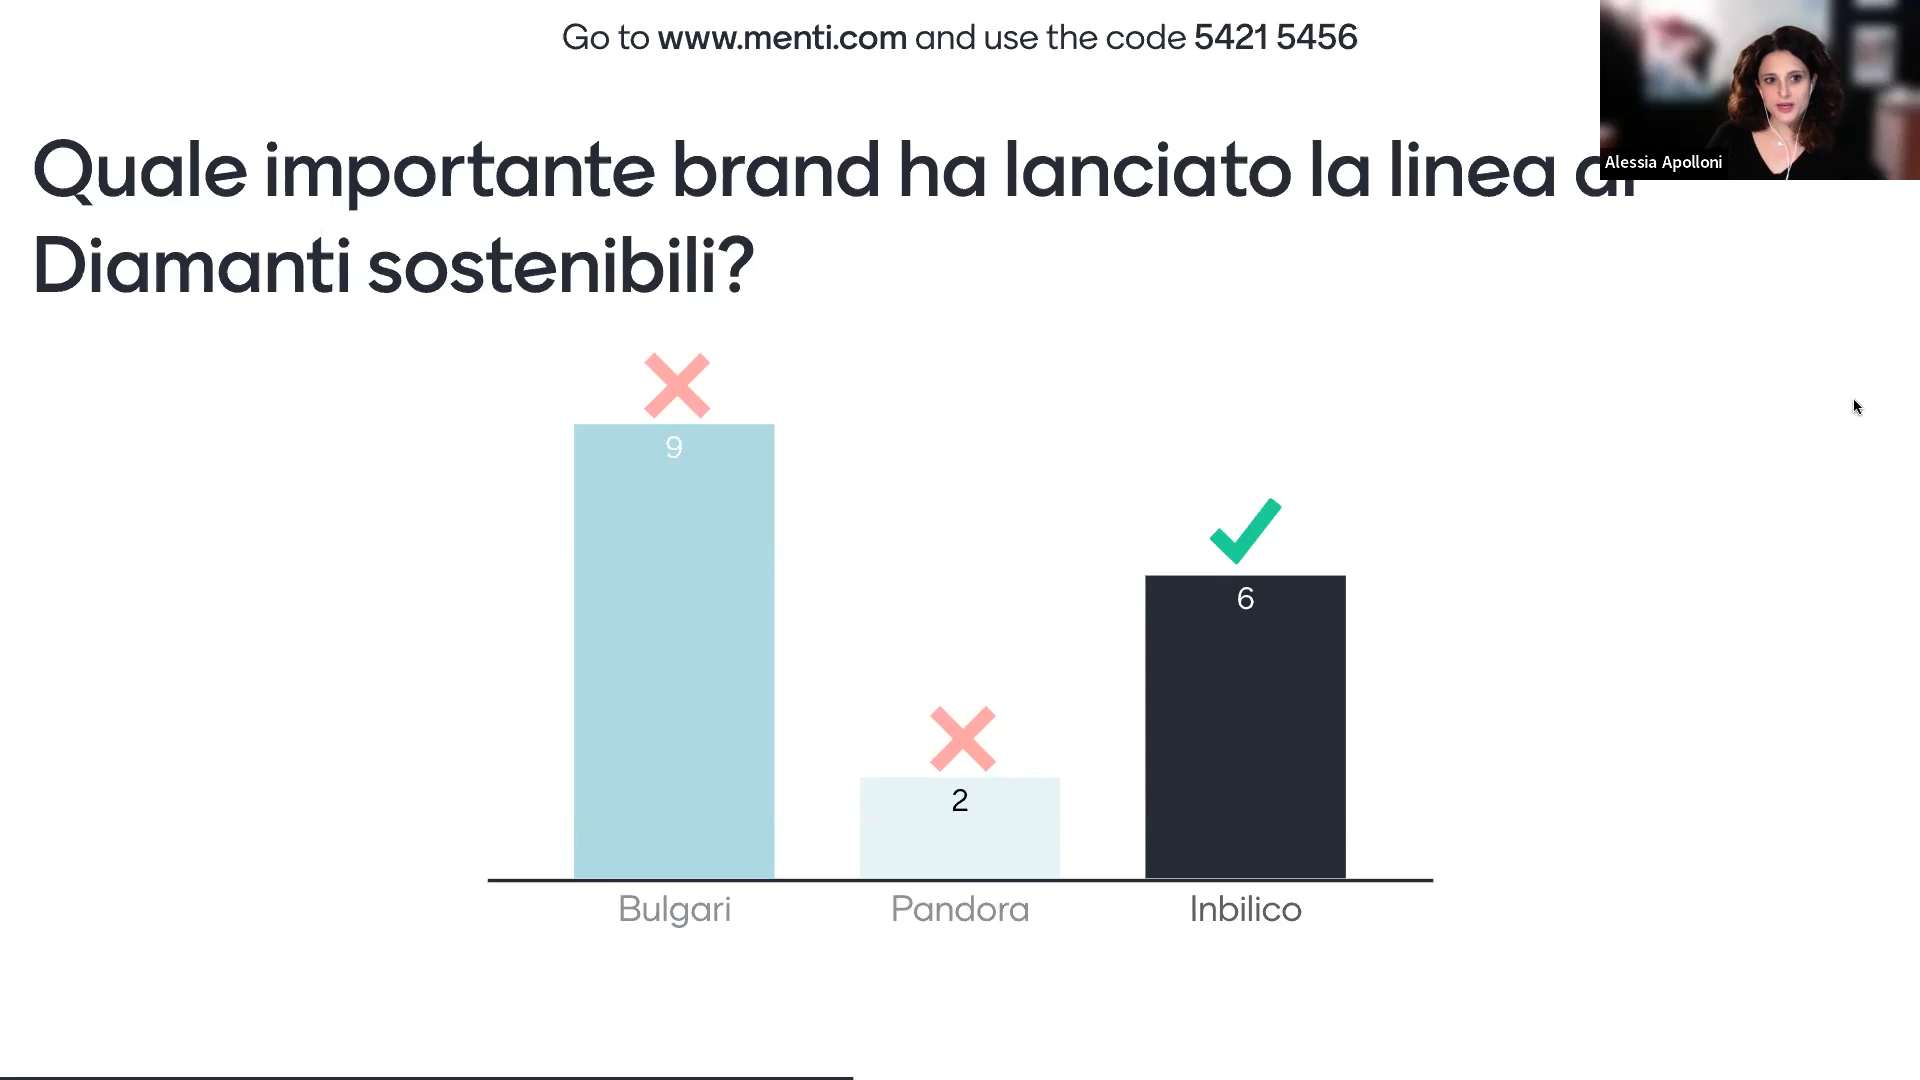 Go to www.menti.com and use the code 5421 5456
Alessia Apolloni
Quale importante brand ha lanciato la linea di
Diamanti sostenibili?
9
6
2
Bulgari
Pandora
Inbilico